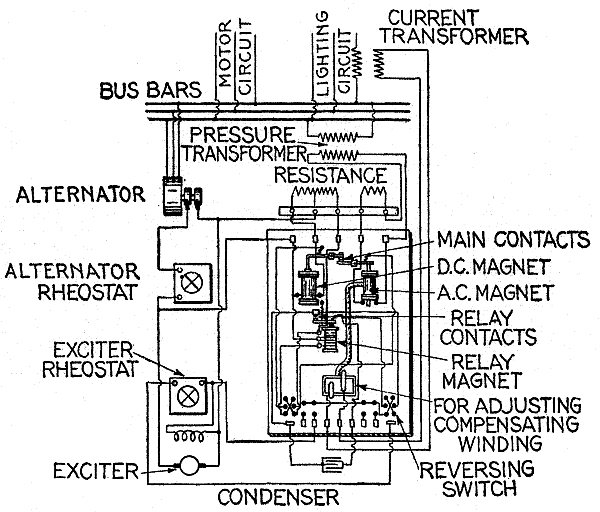 CURRENT
TRANSFORMER
MOTOR
CIRCUIT
LIGHTING
CIRCUIT
BUS BARS
PRESSURE
TRANSFORMER
RESISTANCE
ALTERNATOR
MAIN CONTACTS
D.C. MAGNET
A.C. MAGNET
ALTERNATOR
RHEOSTAT
RELAY
CONTACTS
EXCITER
RHEOSTAT
RELAY
MAGNET
FOR ADJUSTING
COMPENSATING
WINDING
REVERSING
SWITCH
EXCITER
CONDENSER